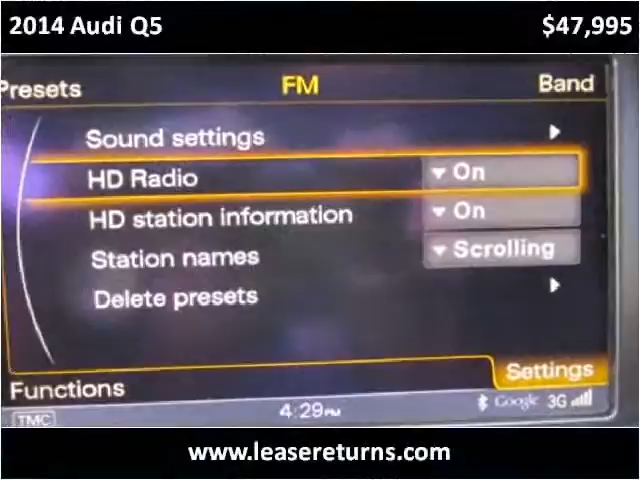 2014 Audi Q5 $47,995
Presets FM Band
Sound settings
HD Radio On
HD station information On
Station names Scrolling
Delete presets
Settings
Functions
TMC 4:29PM Google 3G
www.leasereturns.com